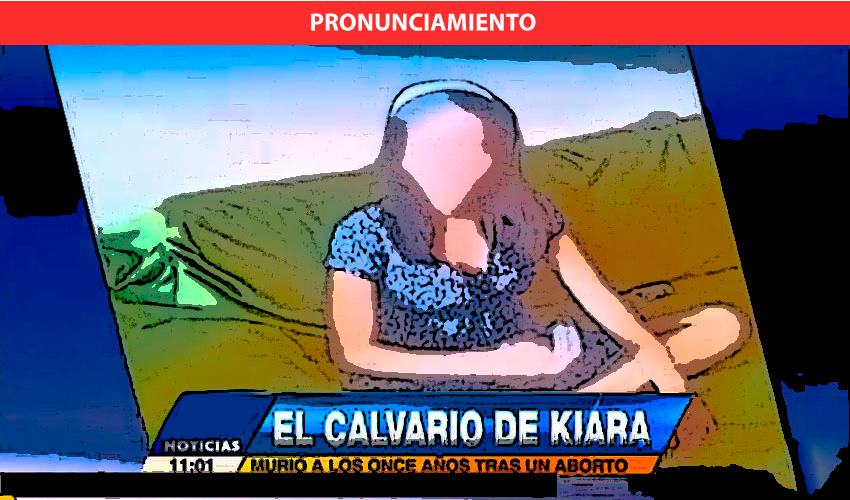 PRONUNCIAMIENTO
EL CALVARIO DE KIARA
NOTICIAS
11:01 MURIÓ A LOS ONCE AÑOS TRAS UN ABORTO